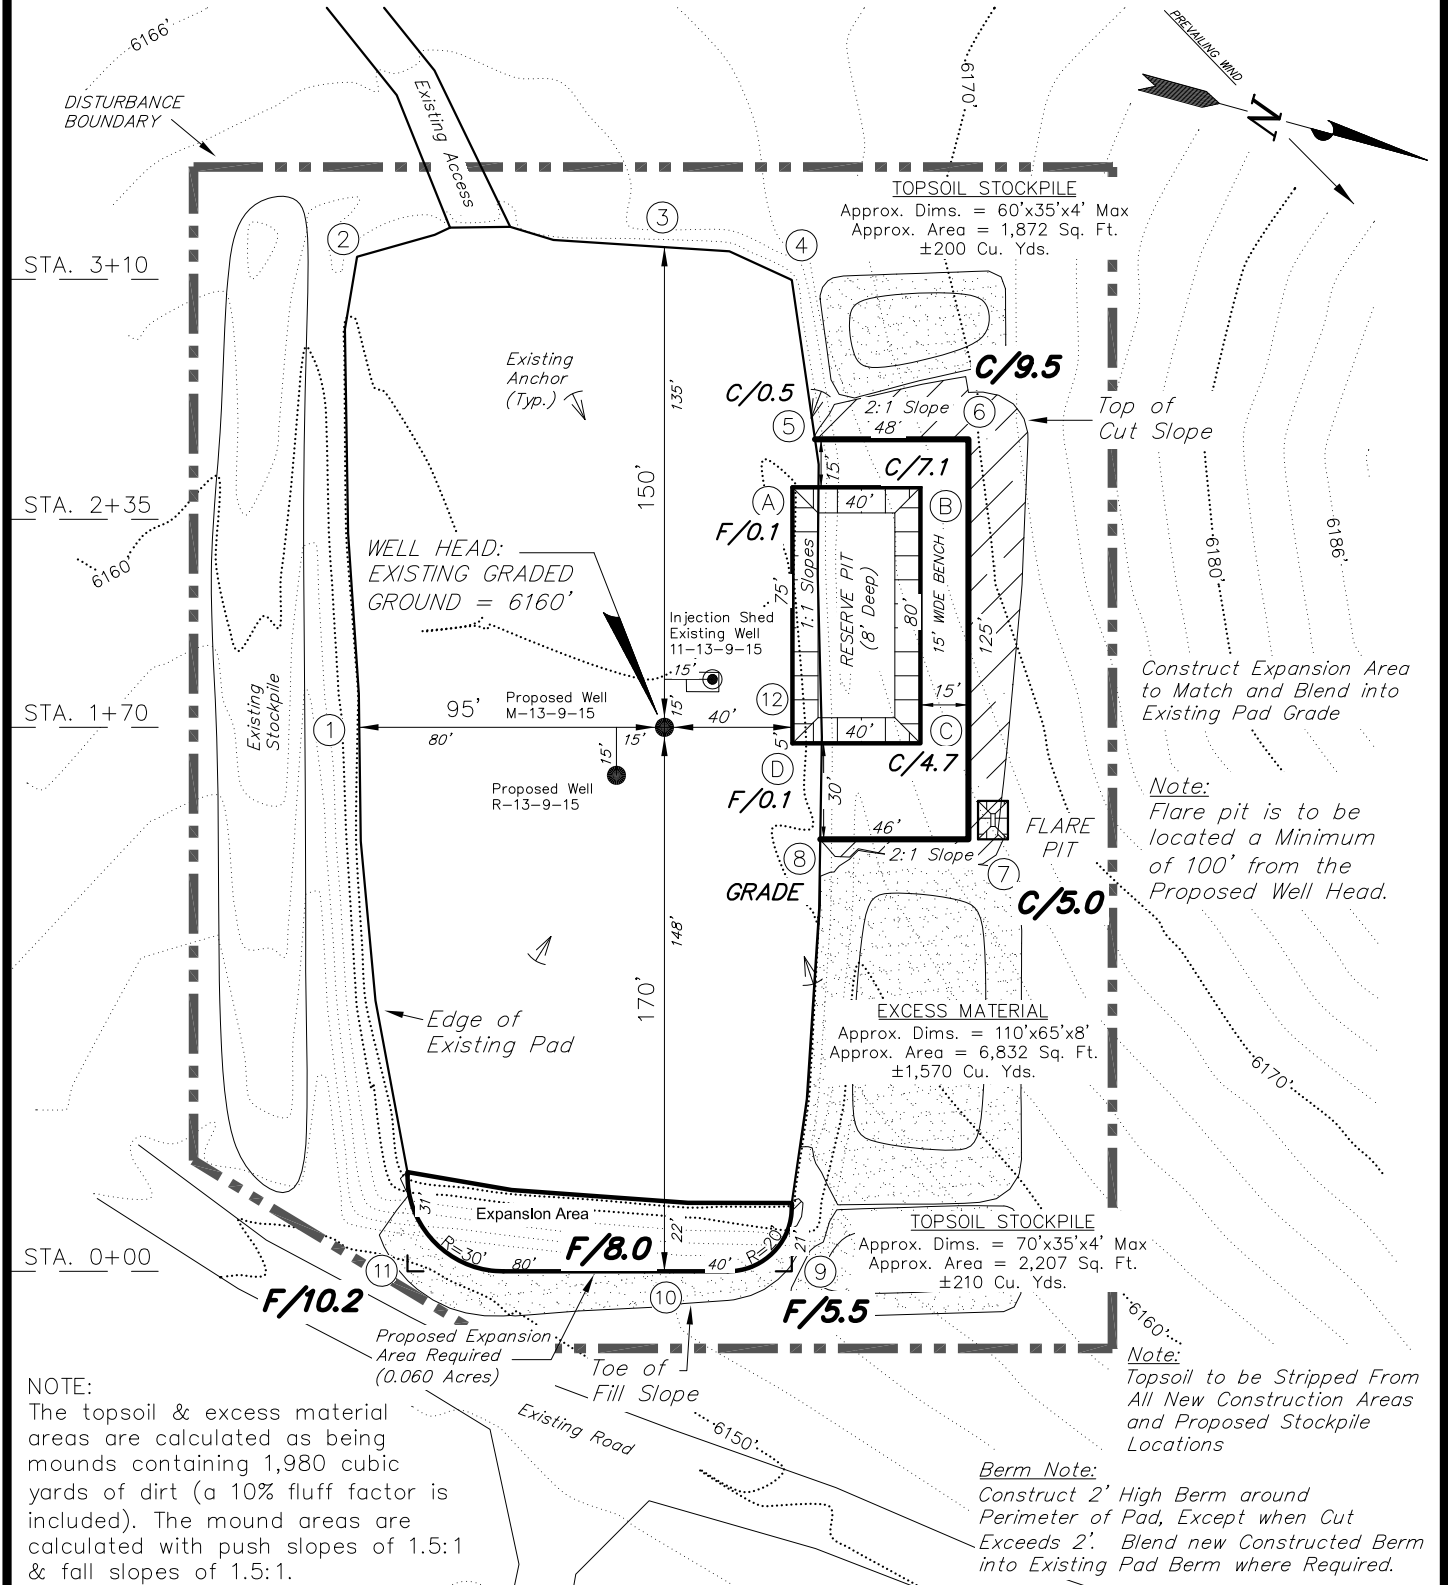 6166'
PREVAILING WIND
6170'
N
DISTURBANCE
BOUNDARY
Existing Access
TOPSOIL STOCKPILE
Approx. Dims. = 60'x35'x4' Max
Approx. Area = 1,872 Sq. Ft.
±200 Cu. Yds.
2
3
4
STA. 3+10
Existing
Anchor
(Typ.)
135'
C/0.5
C/9.5
2:1 Slope
48'
5
6
Top of
Cut Slope
150'
15'
C/7.1
STA. 2+35
A
40'
B
F/0.1
6160'
6180'
6186'
WELL HEAD:
EXISTING GRADED
GROUND = 6160'
75'
1:1 Slopes
RESERVE PIT
(8' Deep)
80'
15' WIDE BENCH
125'
Injection Shed
Existing Well
11-13-9-15
15'
Existing
Stockpile
Construct Expansion Area
to Match and Blend into
Existing Pad Grade
STA. 1+70
1
95'
80'
Proposed Well
M-13-9-15
15'
15'
15'
40'
12
5'
40'
15'
C
C/4.7
D
F/0.1
Proposed Well
R-13-9-15
30'
46'
2:1 Slope
8
7
FLARE
PIT
GRADE
C/5.0
Note:
Flare pit is to be
located a Minimum
of 100' from the
Proposed Well Head.
148'
170'
Edge of
Existing Pad
EXCESS MATERIAL
Approx. Dims. = 110'x65'x8'
Approx. Area = 6,832 Sq. Ft.
±1,570 Cu. Yds.
6170'
31'
Expansion Area
22'
R=30'
80'
F/8.0
40'
R=20'
21'
TOPSOIL STOCKPILE
Approx. Dims. = 70'x35'x4' Max
Approx. Area = 2,207 Sq. Ft.
±210 Cu. Yds.
STA. 0+00
11
10
9
F/10.2
F/5.5
6160'
Proposed Expansion
Area Required
(0.060 Acres)
Toe of
Fill Slope
Existing Road
6150'
Note:
Topsoil to be Stripped From
All New Construction Areas
and Proposed Stockpile
Locations
NOTE:
The topsoil & excess material
areas are calculated as being
mounds containing 1,980 cubic
yards of dirt (a 10% fluff factor is
included). The mound areas are
calculated with push slopes of 1.5:1
& fall slopes of 1.5:1.
Berm Note:
Construct 2' High Berm around
Perimeter of Pad, Except when Cut
Exceeds 2'. Blend new Constructed Berm
into Existing Pad Berm where Required.